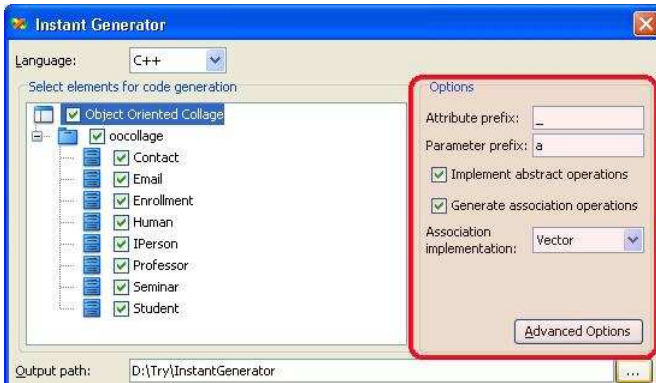 Instant Generator
Language: C++
Select elements for code generation
Object Oriented Collage
oocollage
Contact
Email
Enrollment
Human
IPerson
Professor
Seminar
Student
Options
Attribute prefix: _
Parameter prefix: a
Implement abstract operations
Generate association operations
Association
implementation: Vector
Advanced Options
Output path: D:\Try\InstantGenerator ...